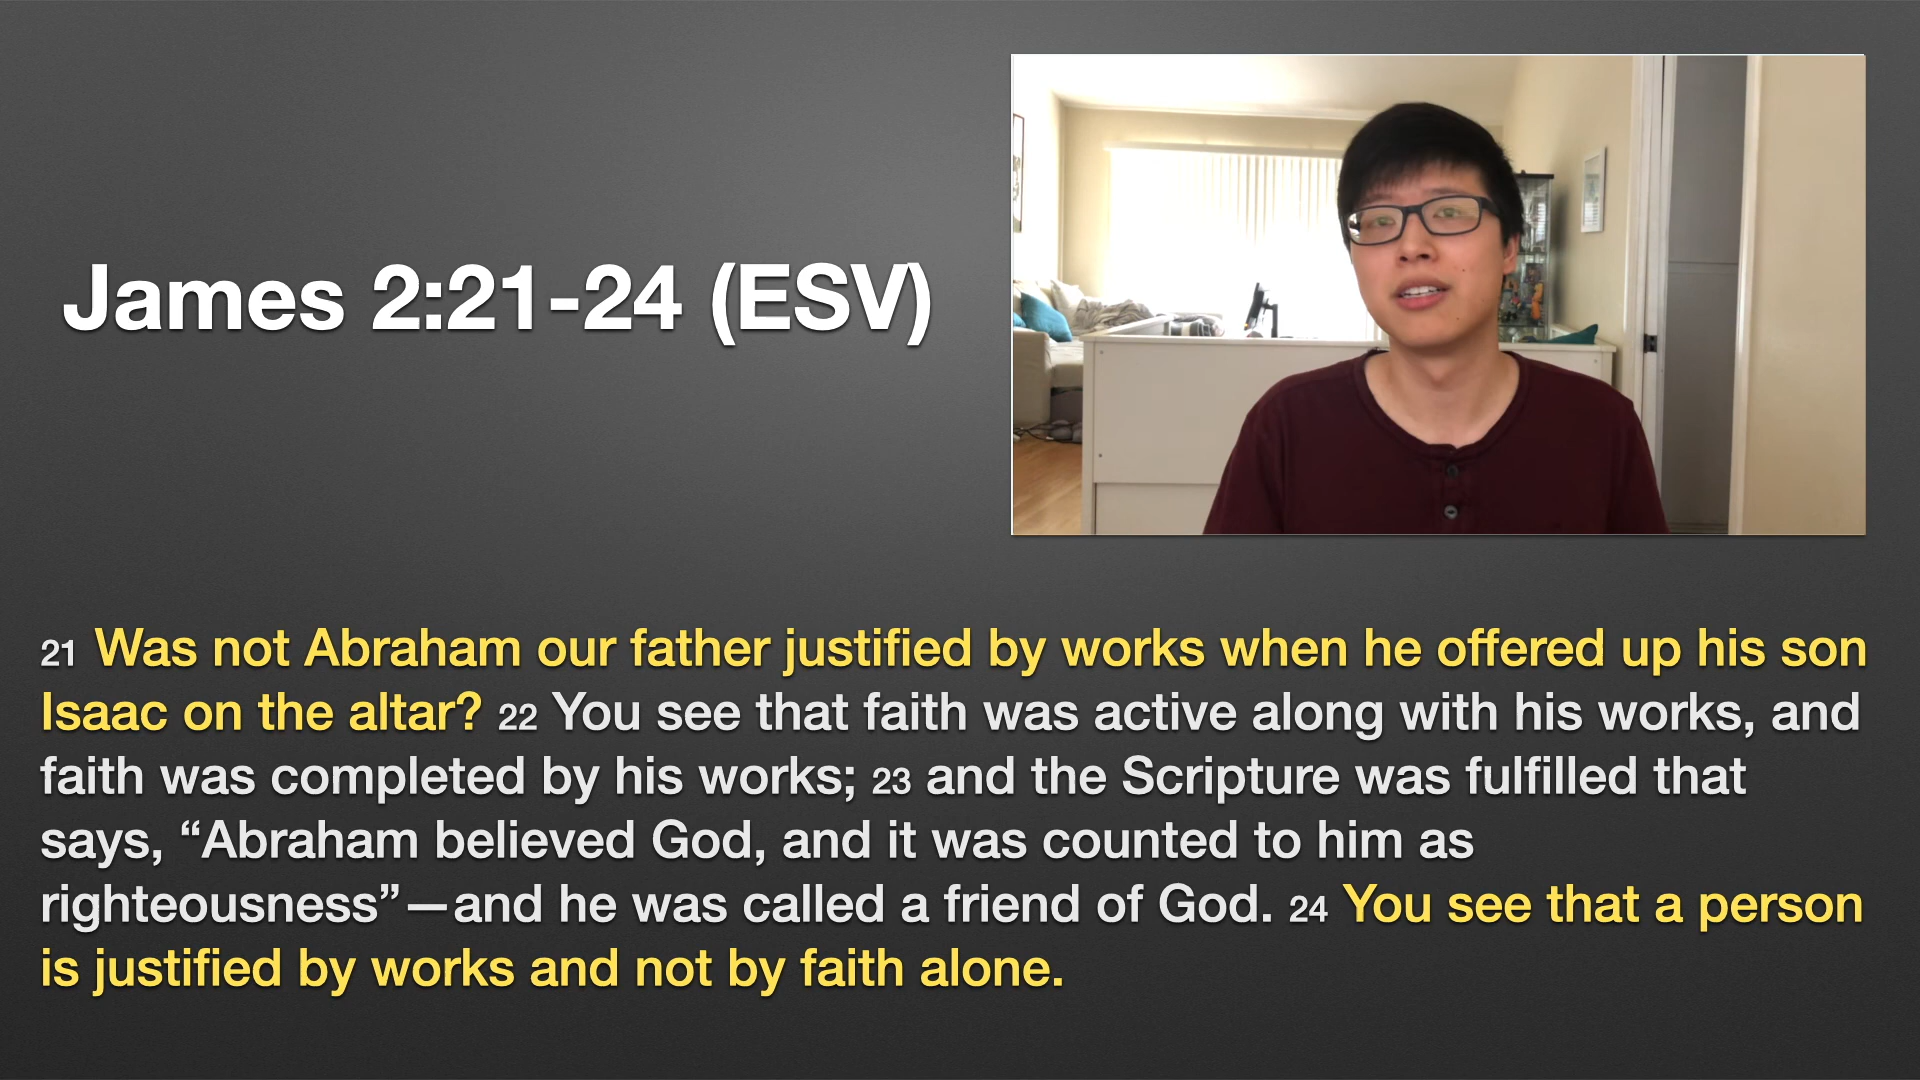 James 2:21-24 (ESV)
21 Was not Abraham our father justified by works when he offered up his son
Isaac on the altar? 22 You see that faith was active along with his works, and
faith was completed by his works; 23 and the Scripture was fulfilled that
says, “Abraham believed God, and it was counted to him as
righteousness”—and he was called a friend of God. 24 You see that a person
is justified by works and not by faith alone.